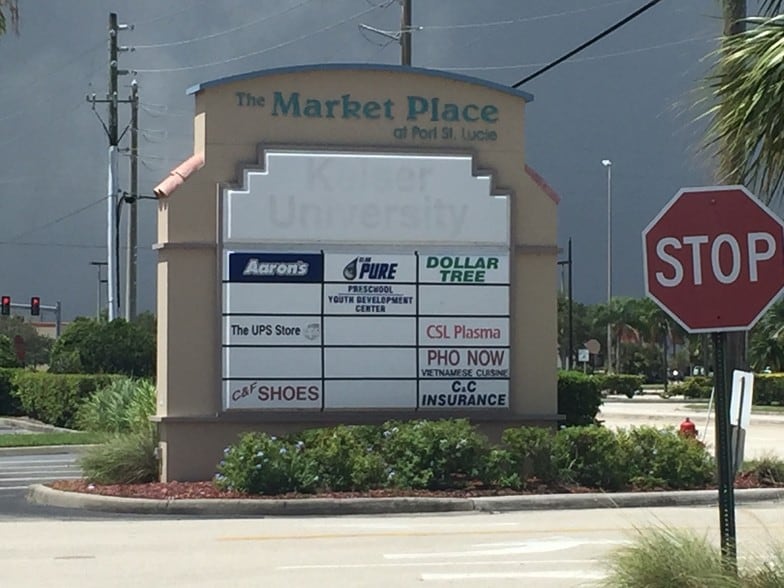 The Market Place
at Port St. Lucie
Keiser
University
Aaron's
PURE
DOLLAR
TREE
PRESCHOOL
YOUTH DEVELOPMENT
CENTER
The UPS Store
CSL Plasma
PHO NOW
VIETNAMESE CUISINE
C&F SHOES
C&C
INSURANCE
STOP